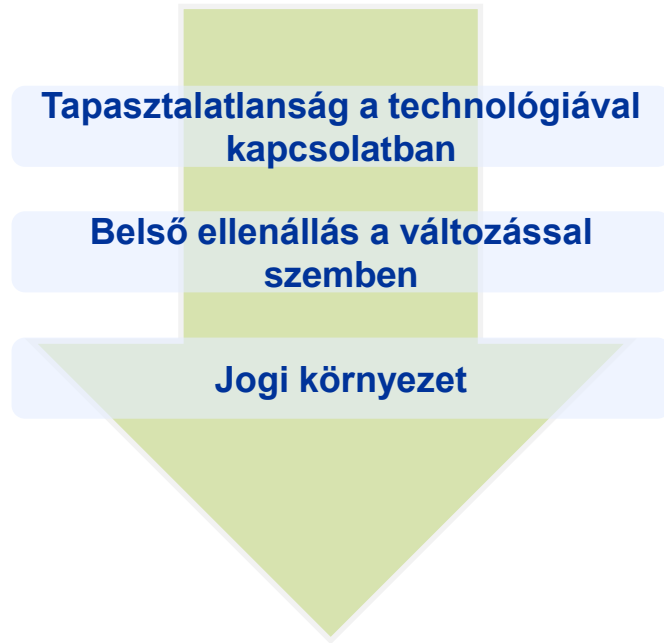 Tapasztalatlanság a technológiával
kapcsolatban
Belső ellenállás a változással
szemben
Jogi környezet